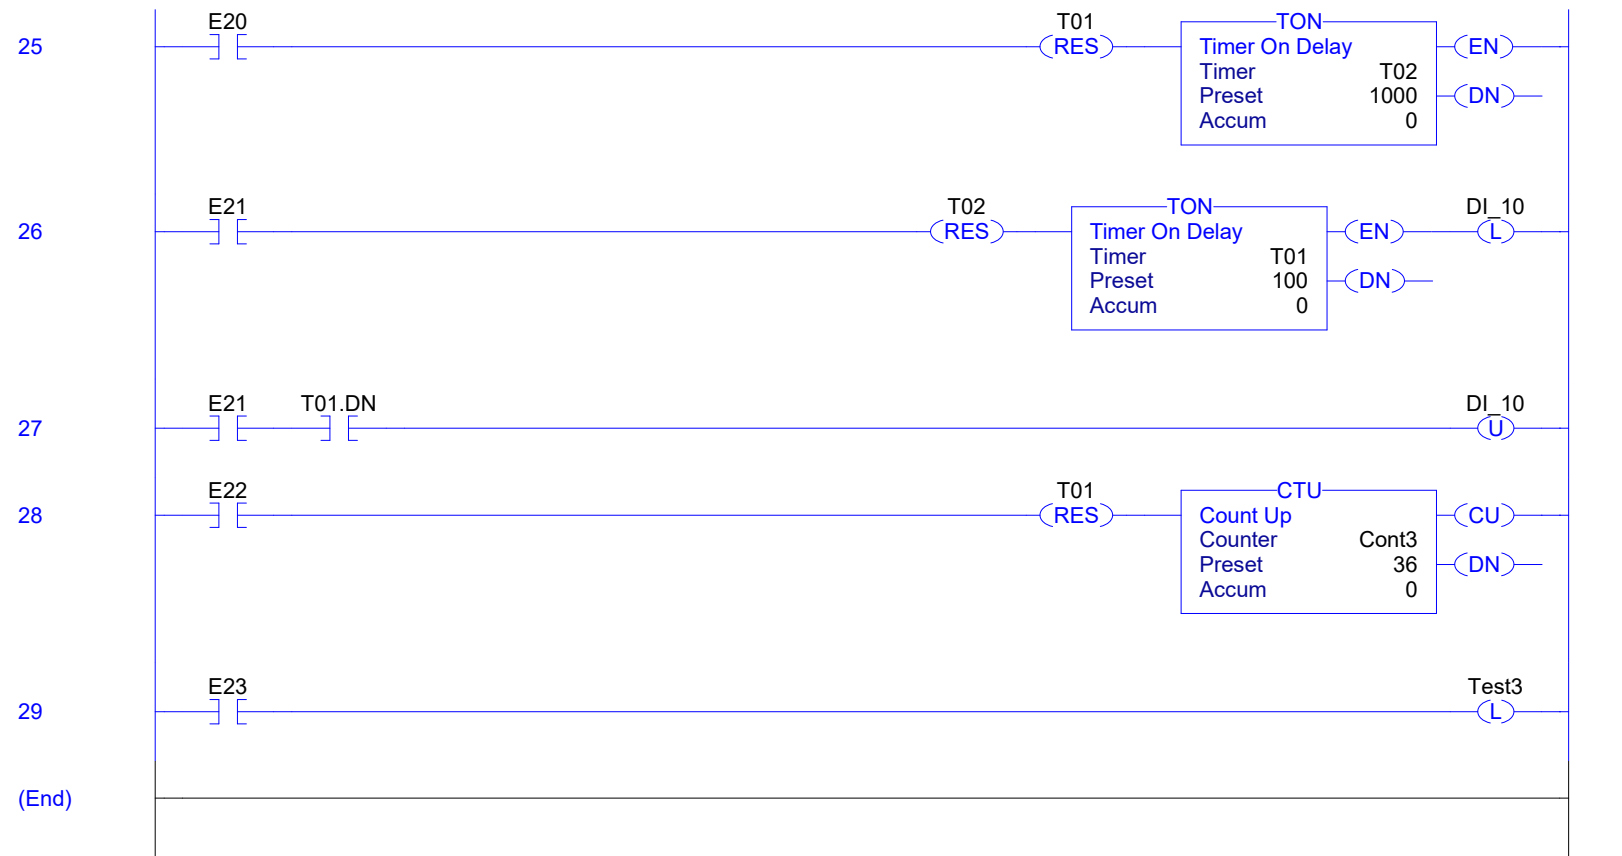 E20 T01 TON
25 RES Timer On Delay EN
Timer T02
Preset 1000 DN
Accum 0
E21 T02 TON DI_10
26 RES Timer On Delay EN L
Timer T01
Preset 100 DN
Accum 0
E21 T01.DN DI_10
27 U
E22 T01 CTU
28 RES Count Up CU
Counter Cont3
Preset 36 DN
Accum 0
E23 Test3
29 L
(End)